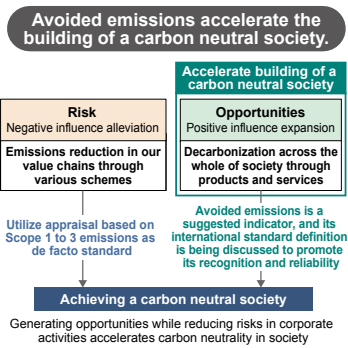 Avoided emissions accelerate the
building of a carbon neutral society.
Accelerate building of a
carbon neutral society
Risk
Negative influence alleviation
Emissions reduction in our
value chains through
various schemes
Opportunities
Positive influence expansion
Decarbonization across the
whole of society through
products and services
Utilize appraisal based on
Scope 1 to 3 emissions as
de facto standard
Avoided emissions is a
suggested indicator, and its
international standard definition
is being discussed to promote
its recognition and reliability
Achieving a carbon neutral society
Generating opportunities while reducing risks in corporate
activities accelerates carbon neutrality in society